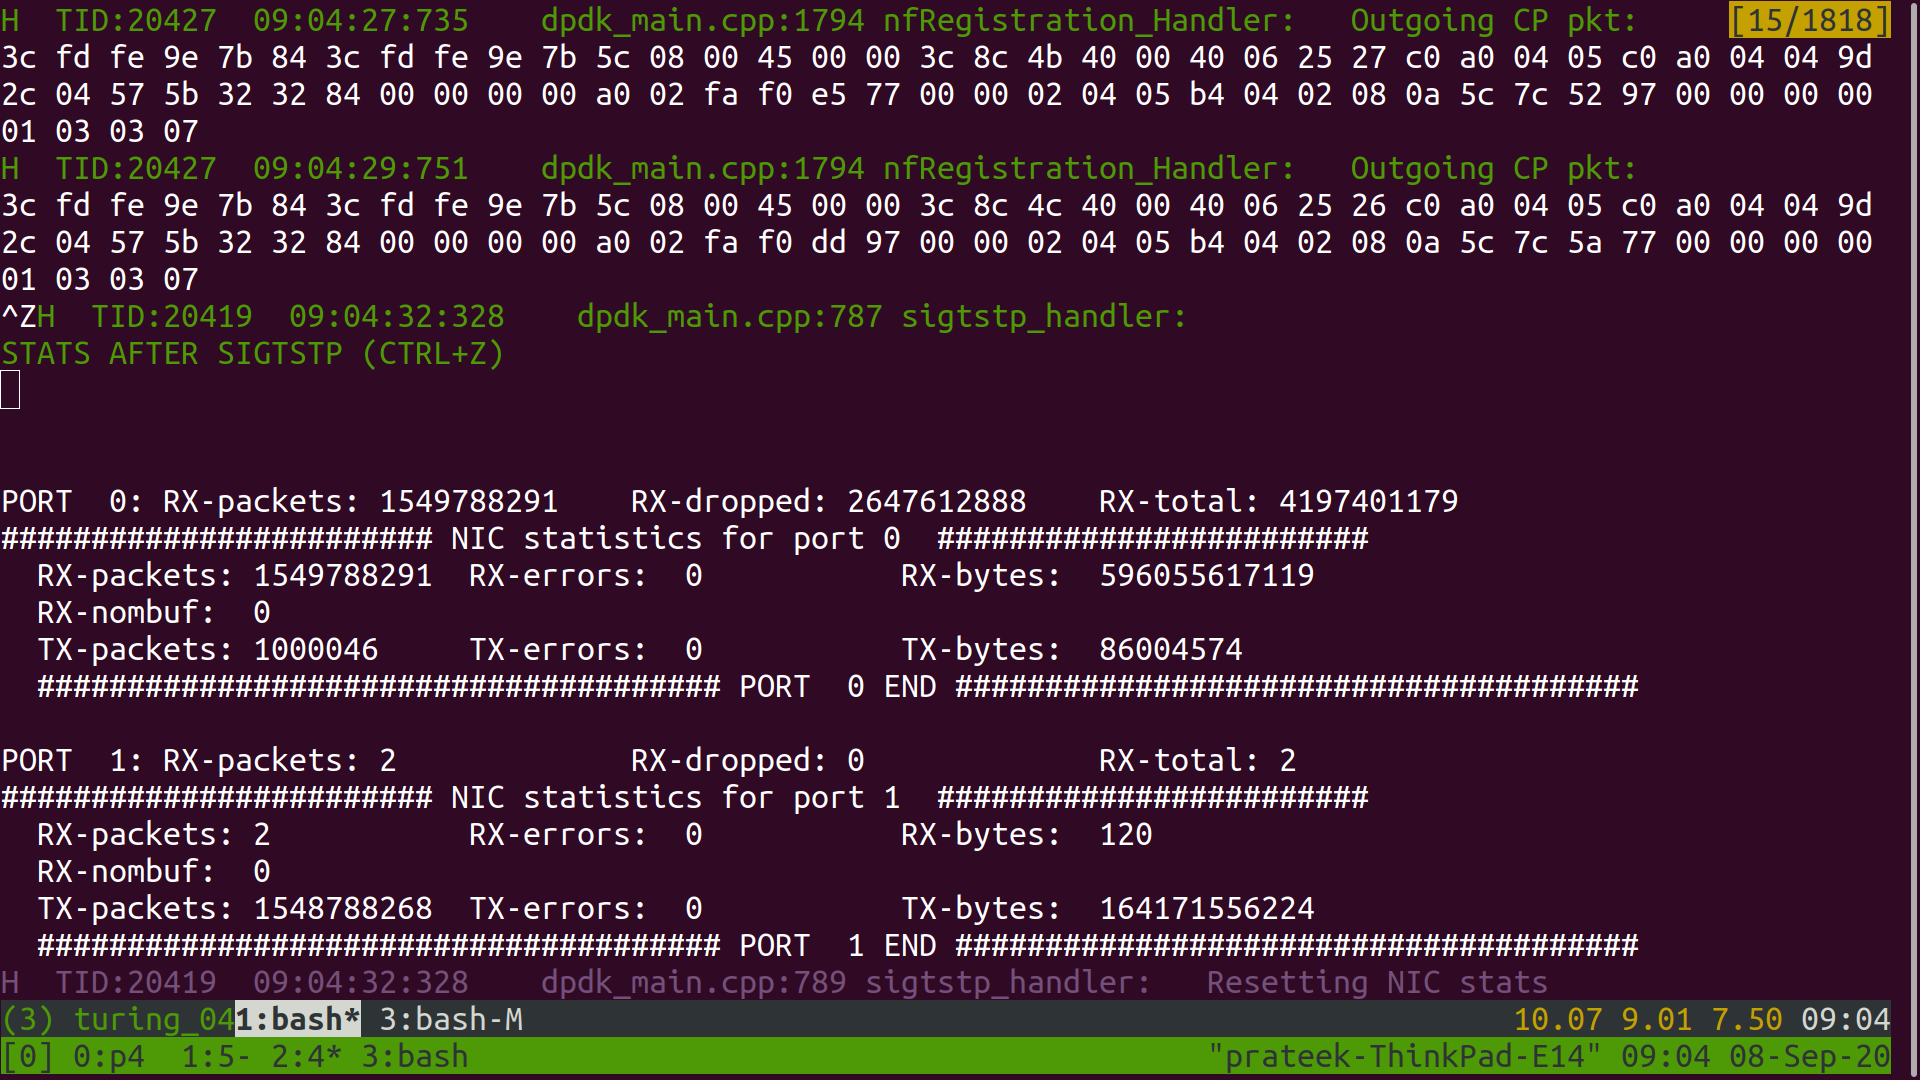 H  TID:20427  09:04:27:735    dpdk_main.cpp:1794 nfRegistration_Handler:   Outgoing CP pkt:     [15/1818]
3c fd fe 9e 7b 84 3c fd fe 9e 7b 5c 08 00 45 00 00 3c 8c 4b 40 00 40 06 25 27 c0 a0 04 05 c0 a0 04 04 9d
2c 04 57 5b 32 32 84 00 00 00 00 a0 02 fa f0 e5 77 00 00 02 04 05 b4 04 02 08 0a 5c 7c 52 97 00 00 00 00
01 03 03 07
H  TID:20427  09:04:29:751    dpdk_main.cpp:1794 nfRegistration_Handler:   Outgoing CP pkt:
3c fd fe 9e 7b 84 3c fd fe 9e 7b 5c 08 00 45 00 00 3c 8c 4c 40 00 40 06 25 26 c0 a0 04 05 c0 a0 04 04 9d
2c 04 57 5b 32 32 84 00 00 00 00 a0 02 fa f0 dd 97 00 00 02 04 05 b4 04 02 08 0a 5c 7c 5a 77 00 00 00 00
01 03 03 07
^ZH  TID:20419  09:04:32:328    dpdk_main.cpp:787 sigtstp_handler:
STATS AFTER SIGTSTP (CTRL+Z)
PORT  0: RX-packets: 1549788291    RX-dropped: 2647612888    RX-total: 4197401179
######################## NIC statistics for port 0  ########################
  RX-packets: 1549788291  RX-errors:  0           RX-bytes:  596055617119
  RX-nombuf:  0
  TX-packets: 1000046     TX-errors:  0           TX-bytes:  86004574
  ###################################### PORT  0 END ######################################
PORT  1: RX-packets: 2             RX-dropped: 0             RX-total: 2
######################## NIC statistics for port 1  ########################
  RX-packets: 2           RX-errors:  0           RX-bytes:  120
  RX-nombuf:  0
  TX-packets: 1548788268  TX-errors:  0           TX-bytes:  164171556224
  ###################################### PORT  1 END ######################################
H  TID:20419  09:04:32:328    dpdk_main.cpp:789 sigtstp_handler:   Resetting NIC stats
(3) turing_041:bash* 3:bash-M                                                       10.07 9.01 7.50 09:04
[0] 0:p4  1:5- 2:4* 3:bash                                         "prateek-ThinkPad-E14" 09:04 08-Sep-20